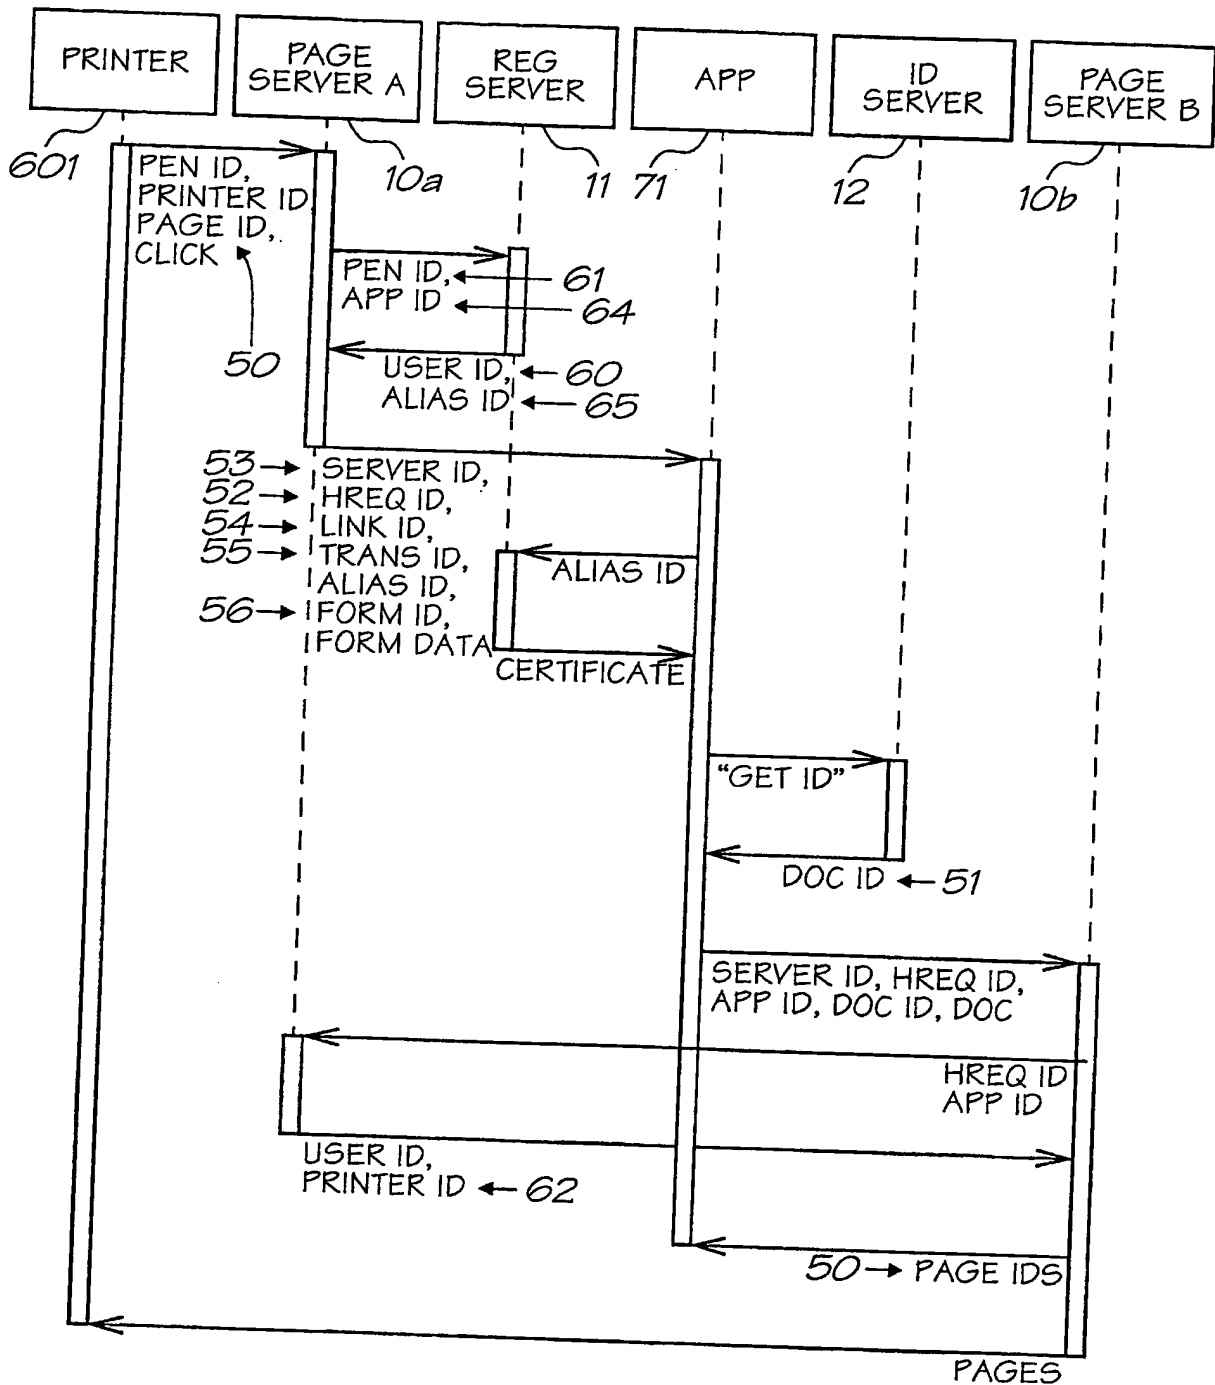 PRINTER
PAGE
SERVER A
REG
SERVER
APP
ID
SERVER
PAGE
SERVER B
601
10a
11
71
12
10b
PEN ID,
PRINTER ID
PAGE ID,
CLICK
50
PEN ID,
61
APP ID
64
USER ID,
60
ALIAS ID
65
53
SERVER ID,
52
HREQ ID,
54
LINK ID,
55
TRANS ID,
ALIAS ID,
56
FORM ID,
FORM DATA
ALIAS ID
CERTIFICATE
“GET ID”
DOC ID
51
SERVER ID, HREQ ID,
APP ID, DOC ID, DOC
HREQ ID
APP ID
USER ID,
PRINTER ID
62
50
PAGE IDS
PAGES